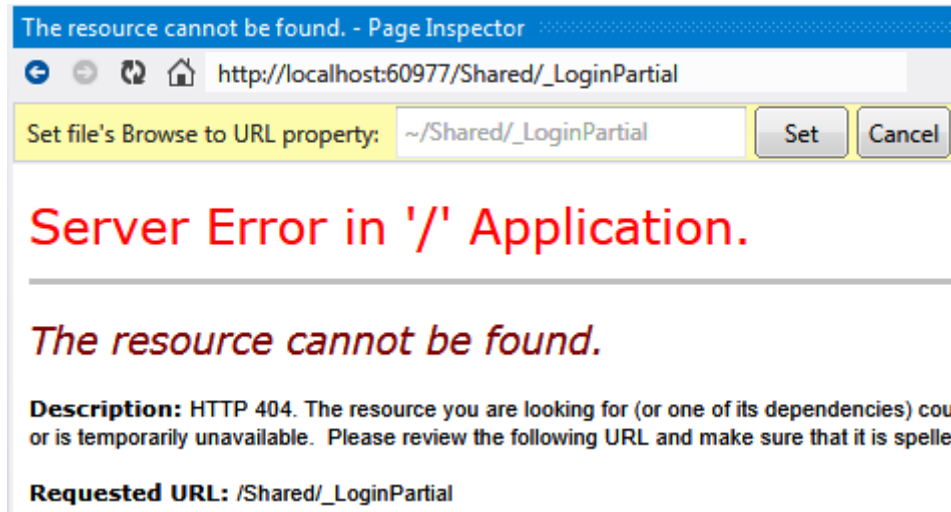 The resource cannot be found. - Page Inspector
http://localhost:60977/Shared/_LoginPartial
Set file's Browse to URL property: ~/Shared/_LoginPartial Set Cancel
Server Error in '/' Application.
The resource cannot be found.
Description: HTTP 404. The resource you are looking for (or one of its dependencies) cou
or is temporarily unavailable. Please review the following URL and make sure that it is spelle
Requested URL: /Shared/_LoginPartial